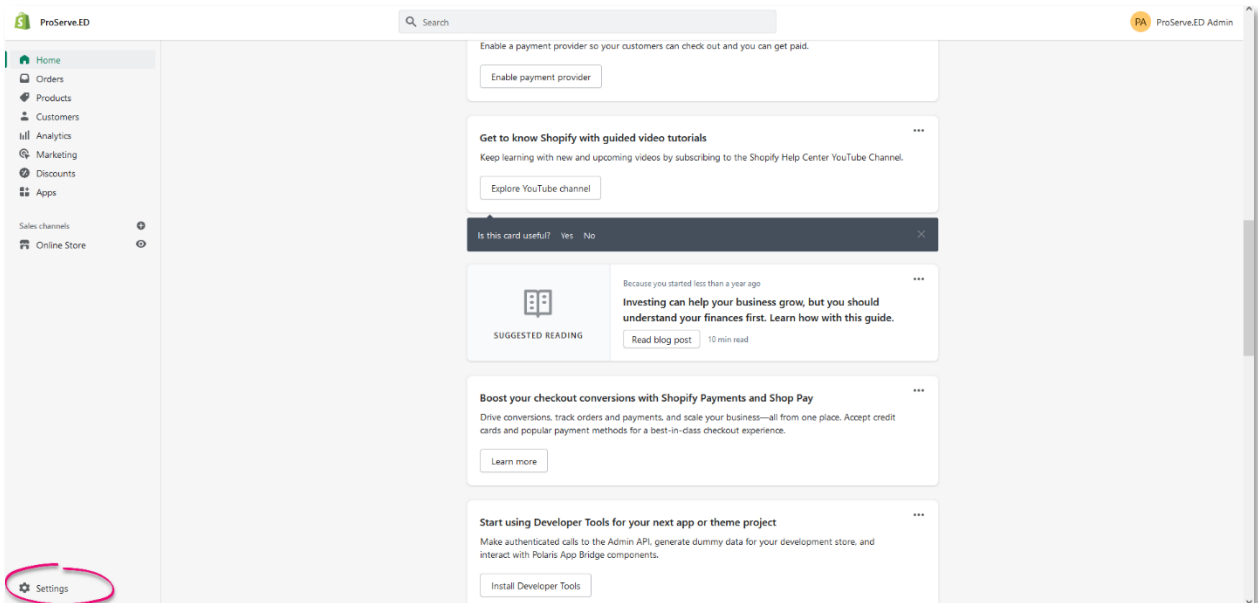 ProServe.ED
Search
PA ProServe.ED Admin
Home
Orders
Products
Customers
Analytics
Marketing
Discounts
Apps
Sales channels
Online Store
Settings
Enable a payment provider so your customers can check out and you can get paid.
Enable payment provider
Get to know Shopify with guided video tutorials
Keep learning with new and upcoming videos by subscribing to the Shopify Help Center YouTube Channel.
Explore YouTube channel
Is this card useful? Yes No
SUGGESTED READING
Because you started less than a year ago
Investing can help your business grow, but you should
understand your finances first. Learn how with this guide.
Read blog post 10 min read
Boost your checkout conversions with Shopify Payments and Shop Pay
Drive conversions, track orders and payments, and scale your business—all from one place. Accept credit
cards and popular payment methods for a best-in-class checkout experience.
Learn more
Start using Developer Tools for your next app or theme project
Make authenticated calls to the Admin API, generate dummy data for your development store, and
interact with Polaris App Bridge components.
Install Developer Tools